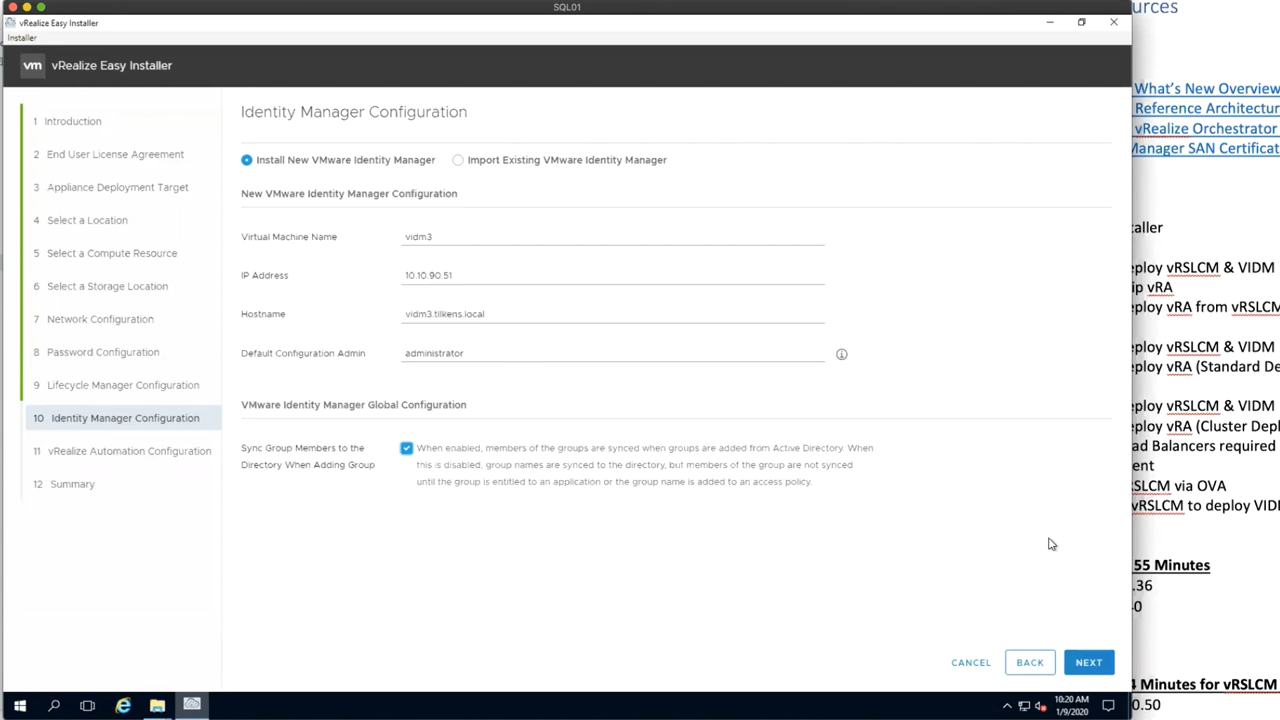 SQL01
vRealize Easy Installer
Installer
vm vRealize Easy Installer
1 Introduction
2 End User License Agreement
3 Appliance Deployment Target
4 Select a Location
5 Select a Compute Resource
6 Select a Storage Location
7 Network Configuration
8 Password Configuration
9 Lifecycle Manager Configuration
10 Identity Manager Configuration
11 vRealize Automation Configuration
12 Summary
Identity Manager Configuration
Install New VMware Identity Manager
Import Existing VMware Identity Manager
New VMware Identity Manager Configuration
Virtual Machine Name
vidm3
IP Address
10.10.90.51
Hostname
vidm3.tilkens.local
Default Configuration Admin
administrator
VMware Identity Manager Global Configuration
Sync Group Members to the
Directory When Adding Group
When enabled, members of the groups are synced when groups are added from Active Directory. When
this is disabled, group names are synced to the directory, but members of the group are not synced
until the group is entitled to an application or the group name is added to an access policy.
CANCEL
BACK
NEXT
10:20 AM
1/9/2020
urces
What's New Overview
Reference Architectur
vRealize Orchestrator
Manager SAN Certificat
aller
eploy vRSLCM & VIDM
ip vRA
eploy vRA from vRSLCM
eploy vRSLCM & VIDM
eploy vRA (Standard De
eploy vRSLCM & VIDM
eploy vRA (Cluster Depl
ad Balancers required
ent
RSLCM via OVA
vRSLCM to deploy VIDM
55 Minutes
.36
40
4 Minutes for vRSLCM
0.50